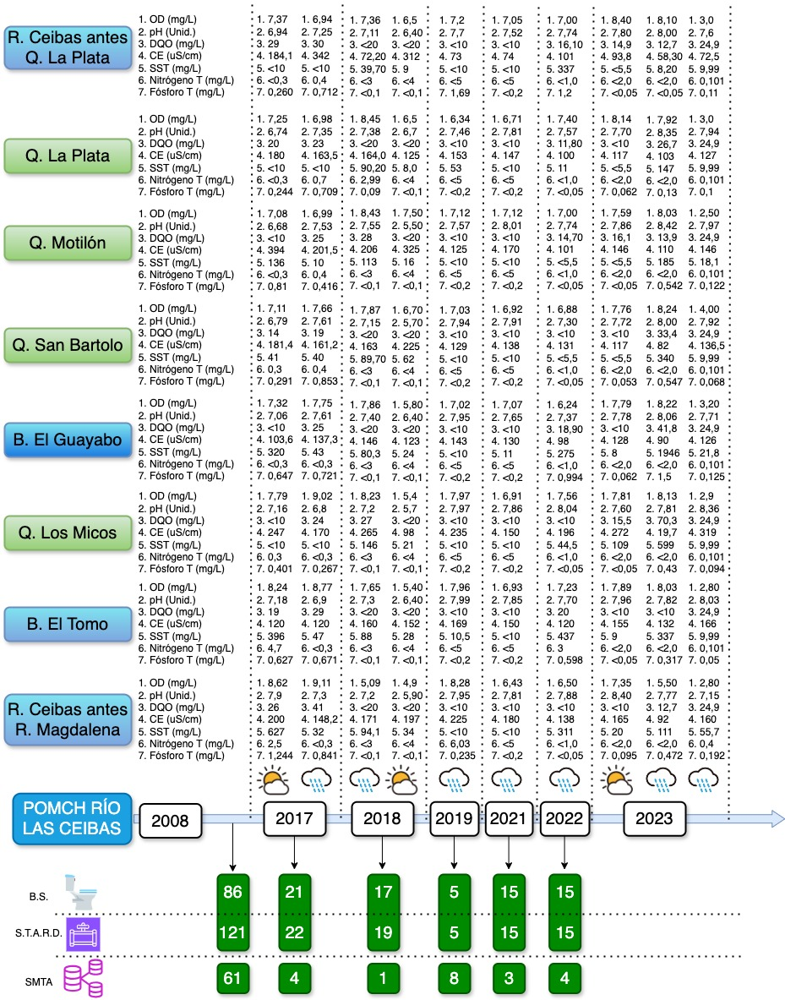 R. Ceibas antes
Q. La Plata
1. OD (mg/L) 1. 7,37 1. 6,94 1. 7,36 1. 6,5 1. 7,2 1. 7,05 1. 7,00 1. 8,40 1. 8,10 1. 3,0
2. pH (Unid.) 2. 6,94 2. 7,25 2. 7,11 2. 6,40 2. 7,7 2. 7,52 2. 7,74 2. 7,80 2. 8,00 2. 7,6
3. DQO (mg/L) 3. 29 3. 30 3. <20 3. <20 3. <10 3. <10 3. 16,10 3. 14,9 3. 12,7 3. 24,9
4. CE (uS/cm) 4. 184,1 4. 342 4. 72,20 4. 312 4. 73 4. 74 4. 101 4. 93,8 4. 58,30 4. 72,5
5. SST (mg/L) 5. <10 5. <10 5. 39,70 5. 9 5. <10 5. <10 5. 337 5. <5,5 5. 8,20 5. 9,99
6. Nitrógeno T (mg/L) 6. <0,3 6. 0,4 6. <3 6. <4 6. <5 6. <5 6. <1,0 6. <2,0 6. <2,0 6. 0,101
7. Fósforo T (mg/L) 7. 0,260 7. 0,712 7. <0,1 7. <0,1 7. 1,69 7. <0,2 7. 1,2 7. <0,05 7. <0,05 7. 0,11
Q. La Plata
1. OD (mg/L) 1. 7,25 1. 6,98 1. 8,45 1. 6,5 1. 6,34 1. 6,71 1. 7,40 1. 8,14 1. 7,92 1. 3,0
2. pH (Unid.) 2. 6,74 2. 7,35 2. 7,38 2. 6,7 2. 7,46 2. 7,81 2. 7,57 2. 7,70 2. 8,35 2. 7,94
3. DQO (mg/L) 3. 20 3. 23 3. <20 3. <20 3. <10 3. <10 3. 11,80 3. <10 3. 26,7 3. 24,9
4. CE (uS/cm) 4. 180 4. 163,5 4. 164,0 4. 125 4. 153 4. 147 4. 100 4. 117 4. 103 4. 127
5. SST (mg/L) 5. <10 5. <10 5. 90,20 5. 8,0 5. 53 5. <10 5. 11 5. <5,5 5. 147 5. 9,99
6. Nitrógeno T (mg/L) 6. <0,3 6. 0,7 6. 2,99 6. <4 6. <5 6. <5 6. <1,0 6. <2,0 6. <2,0 6. 0,101
7. Fósforo T (mg/L) 7. 0,244 7. 0,709 7. 0,09 7. <0,1 7. <0,2 7. <0,2 7. <0,05 7. 0,062 7. 0,13 7. 0,1
Q. Motilón
1. OD (mg/L) 1. 7,08 1. 6,99 1. 8,43 1. 7,50 1. 7,12 1. 7,12 1. 7,00 1. 7,59 1. 8,03 1. 2,50
2. pH (Unid.) 2. 6,68 2. 7,53 2. 7,55 2. 5,50 2. 7,57 2. 8,01 2. 7,74 2. 7,86 2. 8,42 2. 7,97
3. DQO (mg/L) 3. <10 3. 25 3. 28 3. <20 3. <10 3. <10 3. 14,70 3. 16,1 3. 13,9 3. 24,9
4. CE (uS/cm) 4. 394 4. 201,5 4. 206 4. 325 4. 125 4. 170 4. 101 4. 146 4. 110 4. 146
5. SST (mg/L) 5. 136 5. 10 5. 113 5. 16 5. <10 5. <10 5. <5,5 5. <5,5 5. 185 5. 18,1
6. Nitrógeno T (mg/L) 6. <0,3 6. 0,4 6. <3 6. <4 6. <5 6. <5 6. <1,0 6. <2,0 6. <2,0 6. 0,101
7. Fósforo T (mg/L) 7. 0,81 7. 0,416 7. <0,1 7. <0,1 7. <0,2 7. <0,2 7. <0,05 7. <0,05 7. 0,542 7. 0,122
Q. San Bartolo
1. OD (mg/L) 1. 7,11 1. 7,66 1. 7,87 1. 6,70 1. 7,03 1. 6,92 1. 6,88 1. 7,76 1. 8,24 1. 4,00
2. pH (Unid.) 2. 6,79 2. 7,61 2. 7,15 2. 5,70 2. 7,94 2. 7,91 2. 7,30 2. 7,72 2. 8,00 2. 7,92
3. DQO (mg/L) 3. 14 3. 19 3. <20 3. <20 3. <10 3. <10 3. <10 3. <10 3. 33,4 3. 24,9
4. CE (uS/cm) 4. 181,4 4. 161,2 4. 163 4. 225 4. 129 4. 138 4. 131 4. 117 4. 82 4. 136,5
5. SST (mg/L) 5. 41 5. 40 5. 89,70 5. 62 5. <10 5. <10 5. <5,5 5. <5,5 5. 340 5. 9,99
6. Nitrógeno T (mg/L) 6. 0,3 6. 0,4 6. <3 6. <4 6. <5 6. <5 6. <1,0 6. <2,0 6. <2,0 6. 0,101
7. Fósforo T (mg/L) 7. 0,291 7. 0,853 7. <0,1 7. <0,1 7. <0,2 7. <0,2 7. <0,05 7. 0,053 7. 0,547 7. 0,068
B. El Guayabo
1. OD (mg/L) 1. 7,32 1. 7,75 1. 7,86 1. 5,80 1. 7,02 1. 7,07 1. 6,24 1. 7,79 1. 8,22 1. 3,20
2. pH (Unid.) 2. 7,06 2. 7,61 2. 7,40 2. 6,40 2. 7,95 2. 7,65 2. 7,37 2. 7,78 2. 8,06 2. 7,71
3. DQO (mg/L) 3. <10 3. 25 3. <20 3. <20 3. <10 3. <10 3. 18,90 3. <10 3. 41,8 3. 24,9
4. CE (uS/cm) 4. 103,6 4. 137,3 4. 146 4. 123 4. 143 4. 130 4. 98 4. 128 4. 90 4. 126
5. SST (mg/L) 5. 320 5. 43 5. 80,3 5. 24 5. <10 5. 11 5. 275 5. 8 5. 1946 5. 21,8
6. Nitrógeno T (mg/L) 6. <0,3 6. <0,3 6. <3 6. <4 6. <5 6. <5 6. <1,0 6. <2,0 6. <2,0 6. 0,101
7. Fósforo T (mg/L) 7. 0,647 7. 0,721 7. <0,1 7. <0,1 7. <0,2 7. <0,2 7. 0,994 7. 0,062 7. 1,5 7. 0,125
Q. Los Micos
1. OD (mg/L) 1. 7,79 1. 9,02 1. 8,23 1. 5,4 1. 7,97 1. 6,91 1. 7,56 1. 7,81 1. 8,13 1. 2,9
2. pH (Unid.) 2. 7,16 2. 6,8 2. 7,2 2. 5,7 2. 7,97 2. 7,86 2. 8,04 2. 7,60 2. 7,81 2. 8,36
3. DQO (mg/L) 3. <10 3. 24 3. 27 3. <20 3. <10 3. <10 3. <10 3. 15,5 3. 70,3 3. 24,9
4. CE (uS/cm) 4. 247 4. 170 4. 265 4. 98 4. 235 4. 150 4. 196 4. 272 4. 19,7 4. 319
5. SST (mg/L) 5. <10 5. <10 5. 146 5. 21 5. <10 5. <10 5. 44,5 5. 109 5. 599 5. 9,99
6. Nitrógeno T (mg/L) 6. 0,3 6. <0,3 6. <3 6. <4 6. <5 6. <5 6. <1,0 6. <2,0 6. <2,0 6. 0,101
7. Fósforo T (mg/L) 7. 0,401 7. 0,267 7. <0,1 7. <0,1 7. <0,2 7. <0,2 7. <0,05 7. <0,05 7. 0,43 7. 0,094
B. El Tomo
1. OD (mg/L) 1. 8,24 1. 8,77 1. 7,65 1. 5,40 1. 7,96 1. 6,93 1. 7,23 1. 7,89 1. 8,03 1. 2,80
2. pH (Unid.) 2. 7,18 2. 6,9 2. 7,3 2. 6,40 2. 7,99 2. 7,85 2. 7,70 2. 7,96 2. 7,82 2. 8,03
3. DQO (mg/L) 3. 19 3. 29 3. <20 3. <20 3. <10 3. <10 3. 20 3. <10 3. <10 3. 24,9
4. CE (uS/cm) 4. 120 4. 120 4. 160 4. 152 4. 169 4. 150 4. 120 4. 155 4. 132 4. 166
5. SST (mg/L) 5. 396 5. 47 5. 88 5. 28 5. 10,5 5. <10 5. 437 5. 9 5. 337 5. 9,99
6. Nitrógeno T (mg/L) 6. 4,7 6. <0,3 6. <3 6. <4 6. <5 6. <5 6. 3 6. <2,0 6. <2,0 6. 0,101
7. Fósforo T (mg/L) 7. 0,627 7. 0,671 7. <0,1 7. <0,1 7. <0,2 7. <0,2 7. 0,598 7. <0,05 7. 0,317 7. 0,05
R. Ceibas antes
R. Magdalena
1. OD (mg/L) 1. 8,62 1. 9,11 1. 5,09 1. 4,9 1. 8,28 1. 6,43 1. 6,50 1. 7,35 1. 5,50 1. 2,80
2. pH (Unid.) 2. 7,9 2. 7,3 2. 7,2 2. 5,90 2. 7,95 2. 7,81 2. 7,88 2. 8,40 2. 7,77 2. 7,15
3. DQO (mg/L) 3. 26 3. 41 3. <20 3. <20 3. <10 3. <10 3. <10 3. <10 3. 12,7 3. 24,9
4. CE (uS/cm) 4. 200 4. 148,2 4. 171 4. 197 4. 225 4. 180 4. 138 4. 165 4. 92 4. 160
5. SST (mg/L) 5. 627 5. 32 5. 94,1 5. 34 5. <10 5. <10 5. 311 5. 20 5. 111 5. 55,7
6. Nitrógeno T (mg/L) 6. 2,5 6. <0,3 6. <3 6. <4 6. 6,03 6. <5 6. <1,0 6. <2,0 6. <2,0 6. 0,4
7. Fósforo T (mg/L) 7. 1,244 7. 0,841 7. <0,1 7. <0,1 7. 0,235 7. <0,2 7. <0,05 7. 0,095 7. 0,472 7. 0,192
POMCH RÍO
LAS CEIBAS
2008 2017 2018 2019 2021 2022 2023
B.S. 86 21 17 5 15 15
S.T.A.R.D. 121 22 19 5 15 15
SMTA 61 4 1 8 3 4